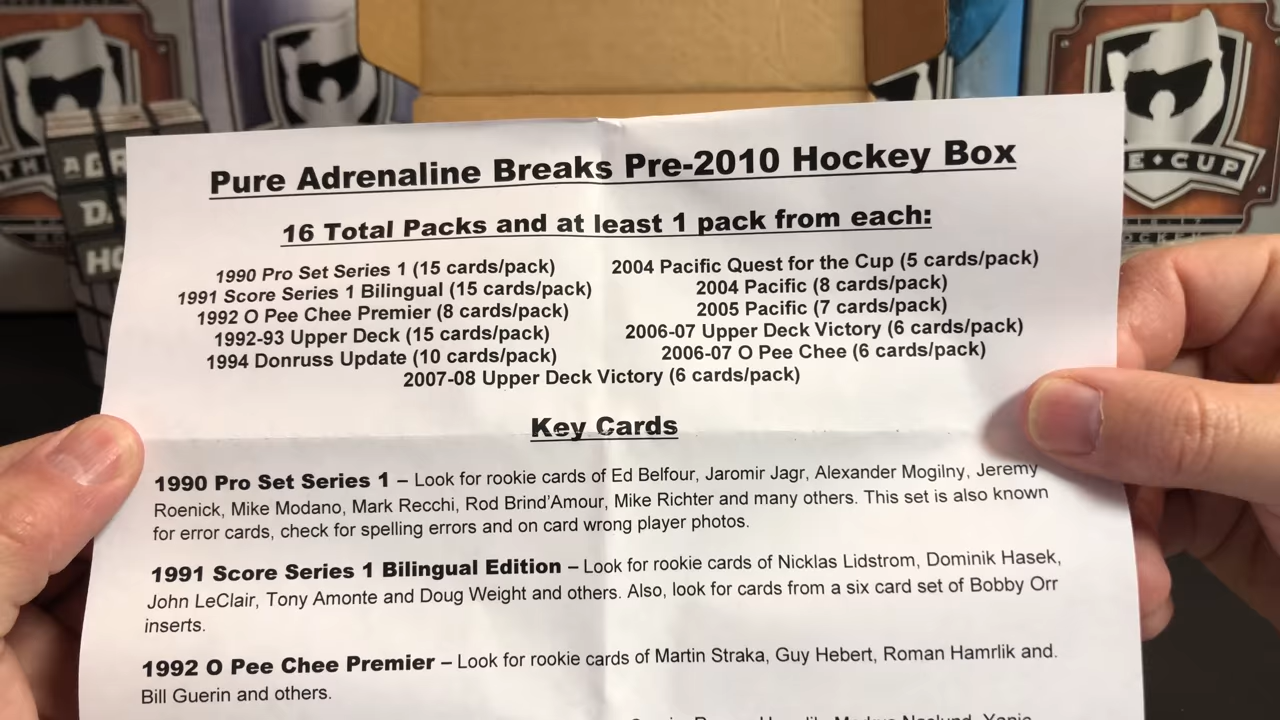 Pure Adrenaline Breaks Pre-2010 Hockey Box
16 Total Packs and at least 1 pack from each:
1990 Pro Set Series 1 (15 cards/pack)
1991 Score Series 1 Bilingual (15 cards/pack)
1992 O Pee Chee Premier (8 cards/pack)
1992-93 Upper Deck (15 cards/pack)
1994 Donruss Update (10 cards/pack)
2004 Pacific Quest for the Cup (5 cards/pack)
2004 Pacific (8 cards/pack)
2005 Pacific (7 cards/pack)
2006-07 Upper Deck Victory (6 cards/pack)
2006-07 O Pee Chee (6 cards/pack)
2007-08 Upper Deck Victory (6 cards/pack)
Key Cards
1990 Pro Set Series 1 – Look for rookie cards of Ed Belfour, Jaromir Jagr, Alexander Mogilny, Jeremy
Roenick, Mike Modano, Mark Recchi, Rod Brind'Amour, Mike Richter and many others. This set is also known
for error cards, check for spelling errors and on card wrong player photos.
1991 Score Series 1 Bilingual Edition – Look for rookie cards of Nicklas Lidstrom, Dominik Hasek,
John LeClair, Tony Amonte and Doug Weight and others. Also, look for cards from a six card set of Bobby Orr
inserts.
1992 O Pee Chee Premier – Look for rookie cards of Martin Straka, Guy Hebert, Roman Hamrlik and.
Bill Guerin and others.
E • CUP